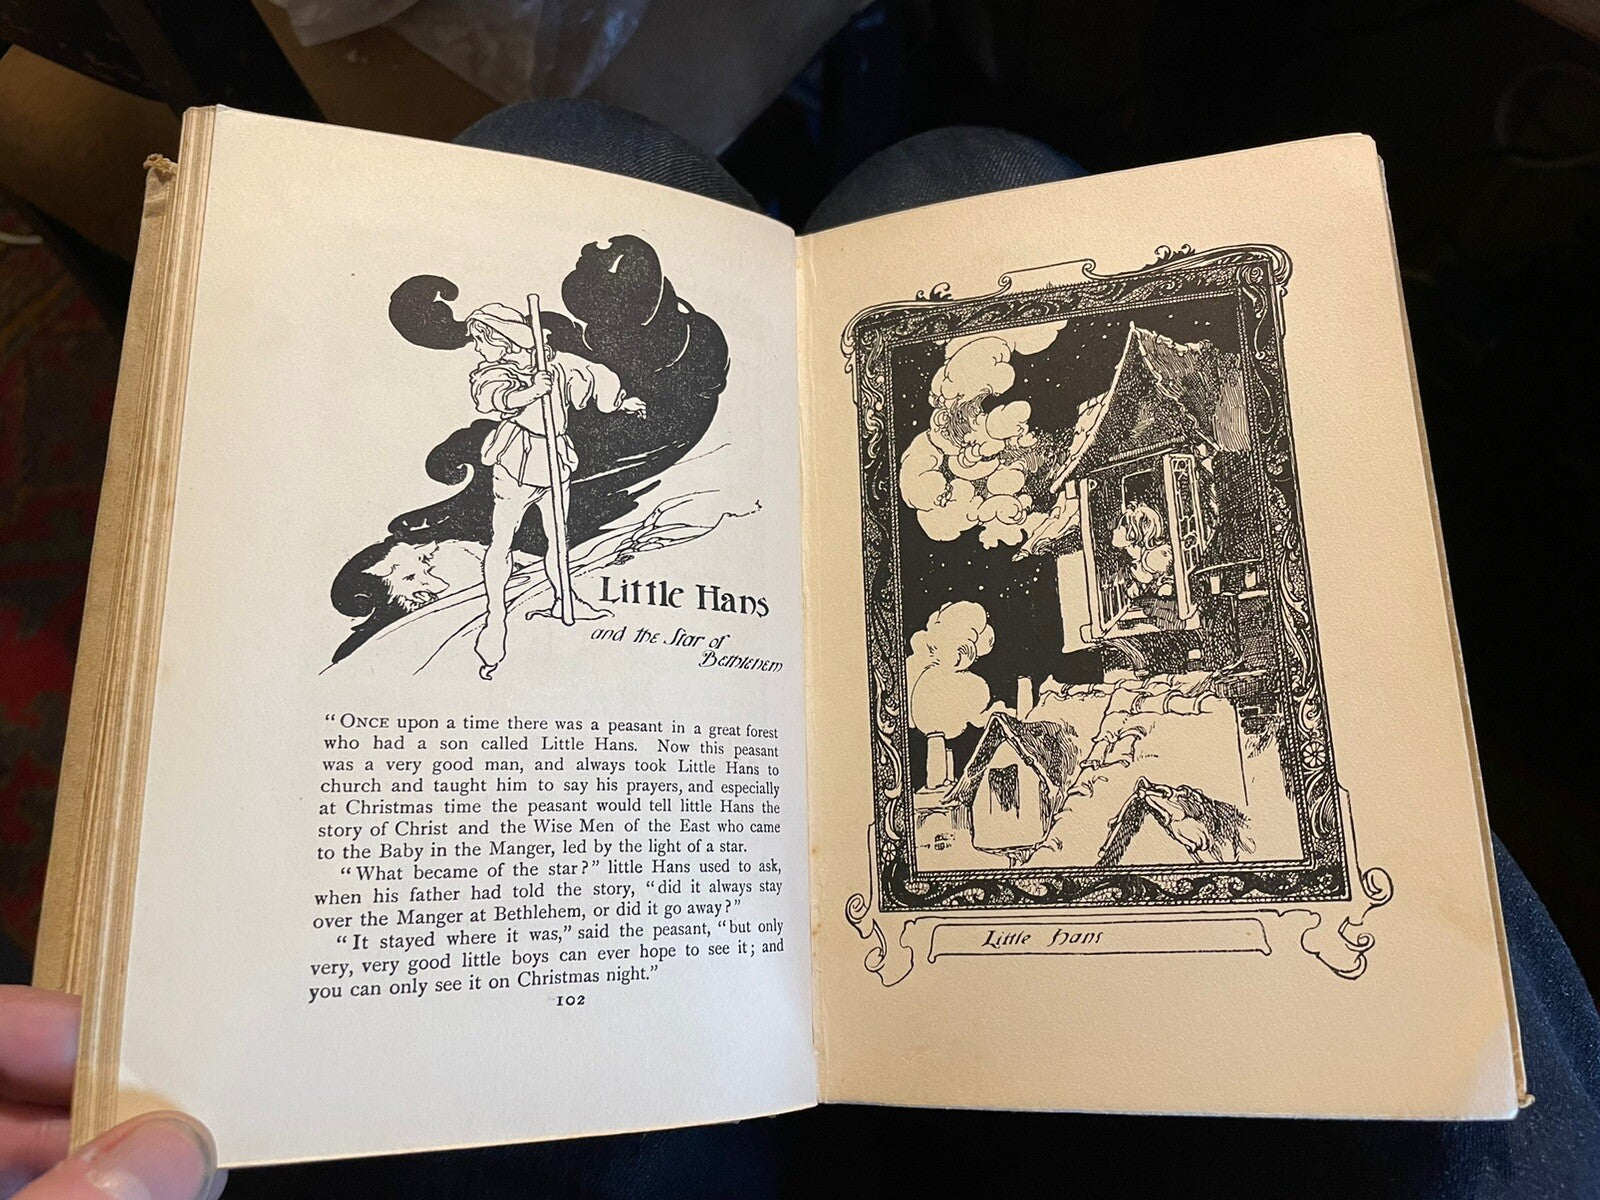 Little Hans
and the Star of
Bethlehem
“ONCE upon a time there was a peasant in a great forest
who had a son called Little Hans. Now this peasant
was a very good man, and always took Little Hans to
church and taught him to say his prayers, and especially
at Christmas time the peasant would tell little Hans the
story of Christ and the Wise Men of the East who came
to the Baby in the Manger, led by the light of a star.
“What became of the star?” little Hans used to ask,
when his father had told the story, “did it always stay
over the Manger at Bethlehem, or did it go away?”
“It stayed where it was,” said the peasant, “but only
very, very good little boys can ever hope to see it; and
you can only see it on Christmas night.”
102
Little Hans